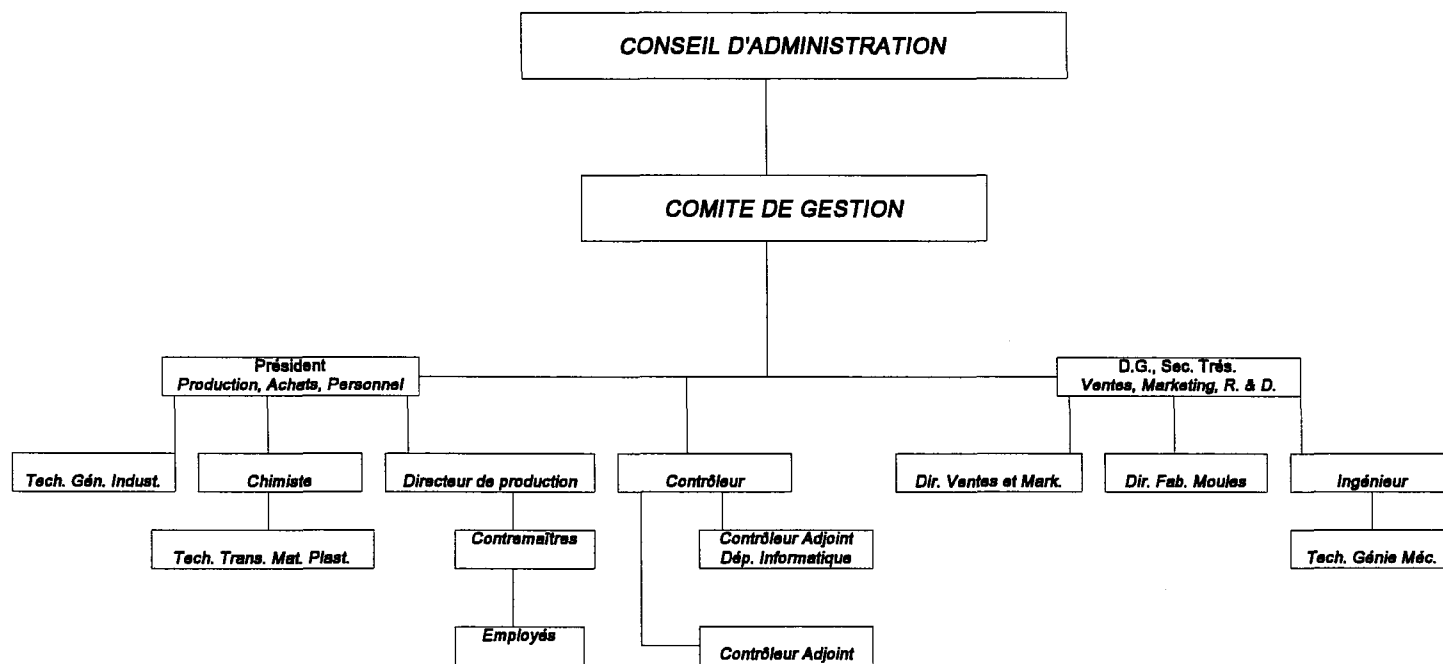 CONSEIL D'ADMINISTRATION
COMITE DE GESTION
Président
Production, Achats, Personnel
D.G., Sec. Trés.
Ventes, Marketing, R. & D.
Tech. Gén. Indust.
Chimiste
Directeur de production
Contrôleur
Dir. Ventes et Mark.
Dir. Fab. Moules
Ingénieur
Tech. Trans. Mat. Plast.
Contremaîtres
Contrôleur Adjoint
Dép. Informatique
Tech. Génie Méc.
Employés
Contrôleur Adjoint